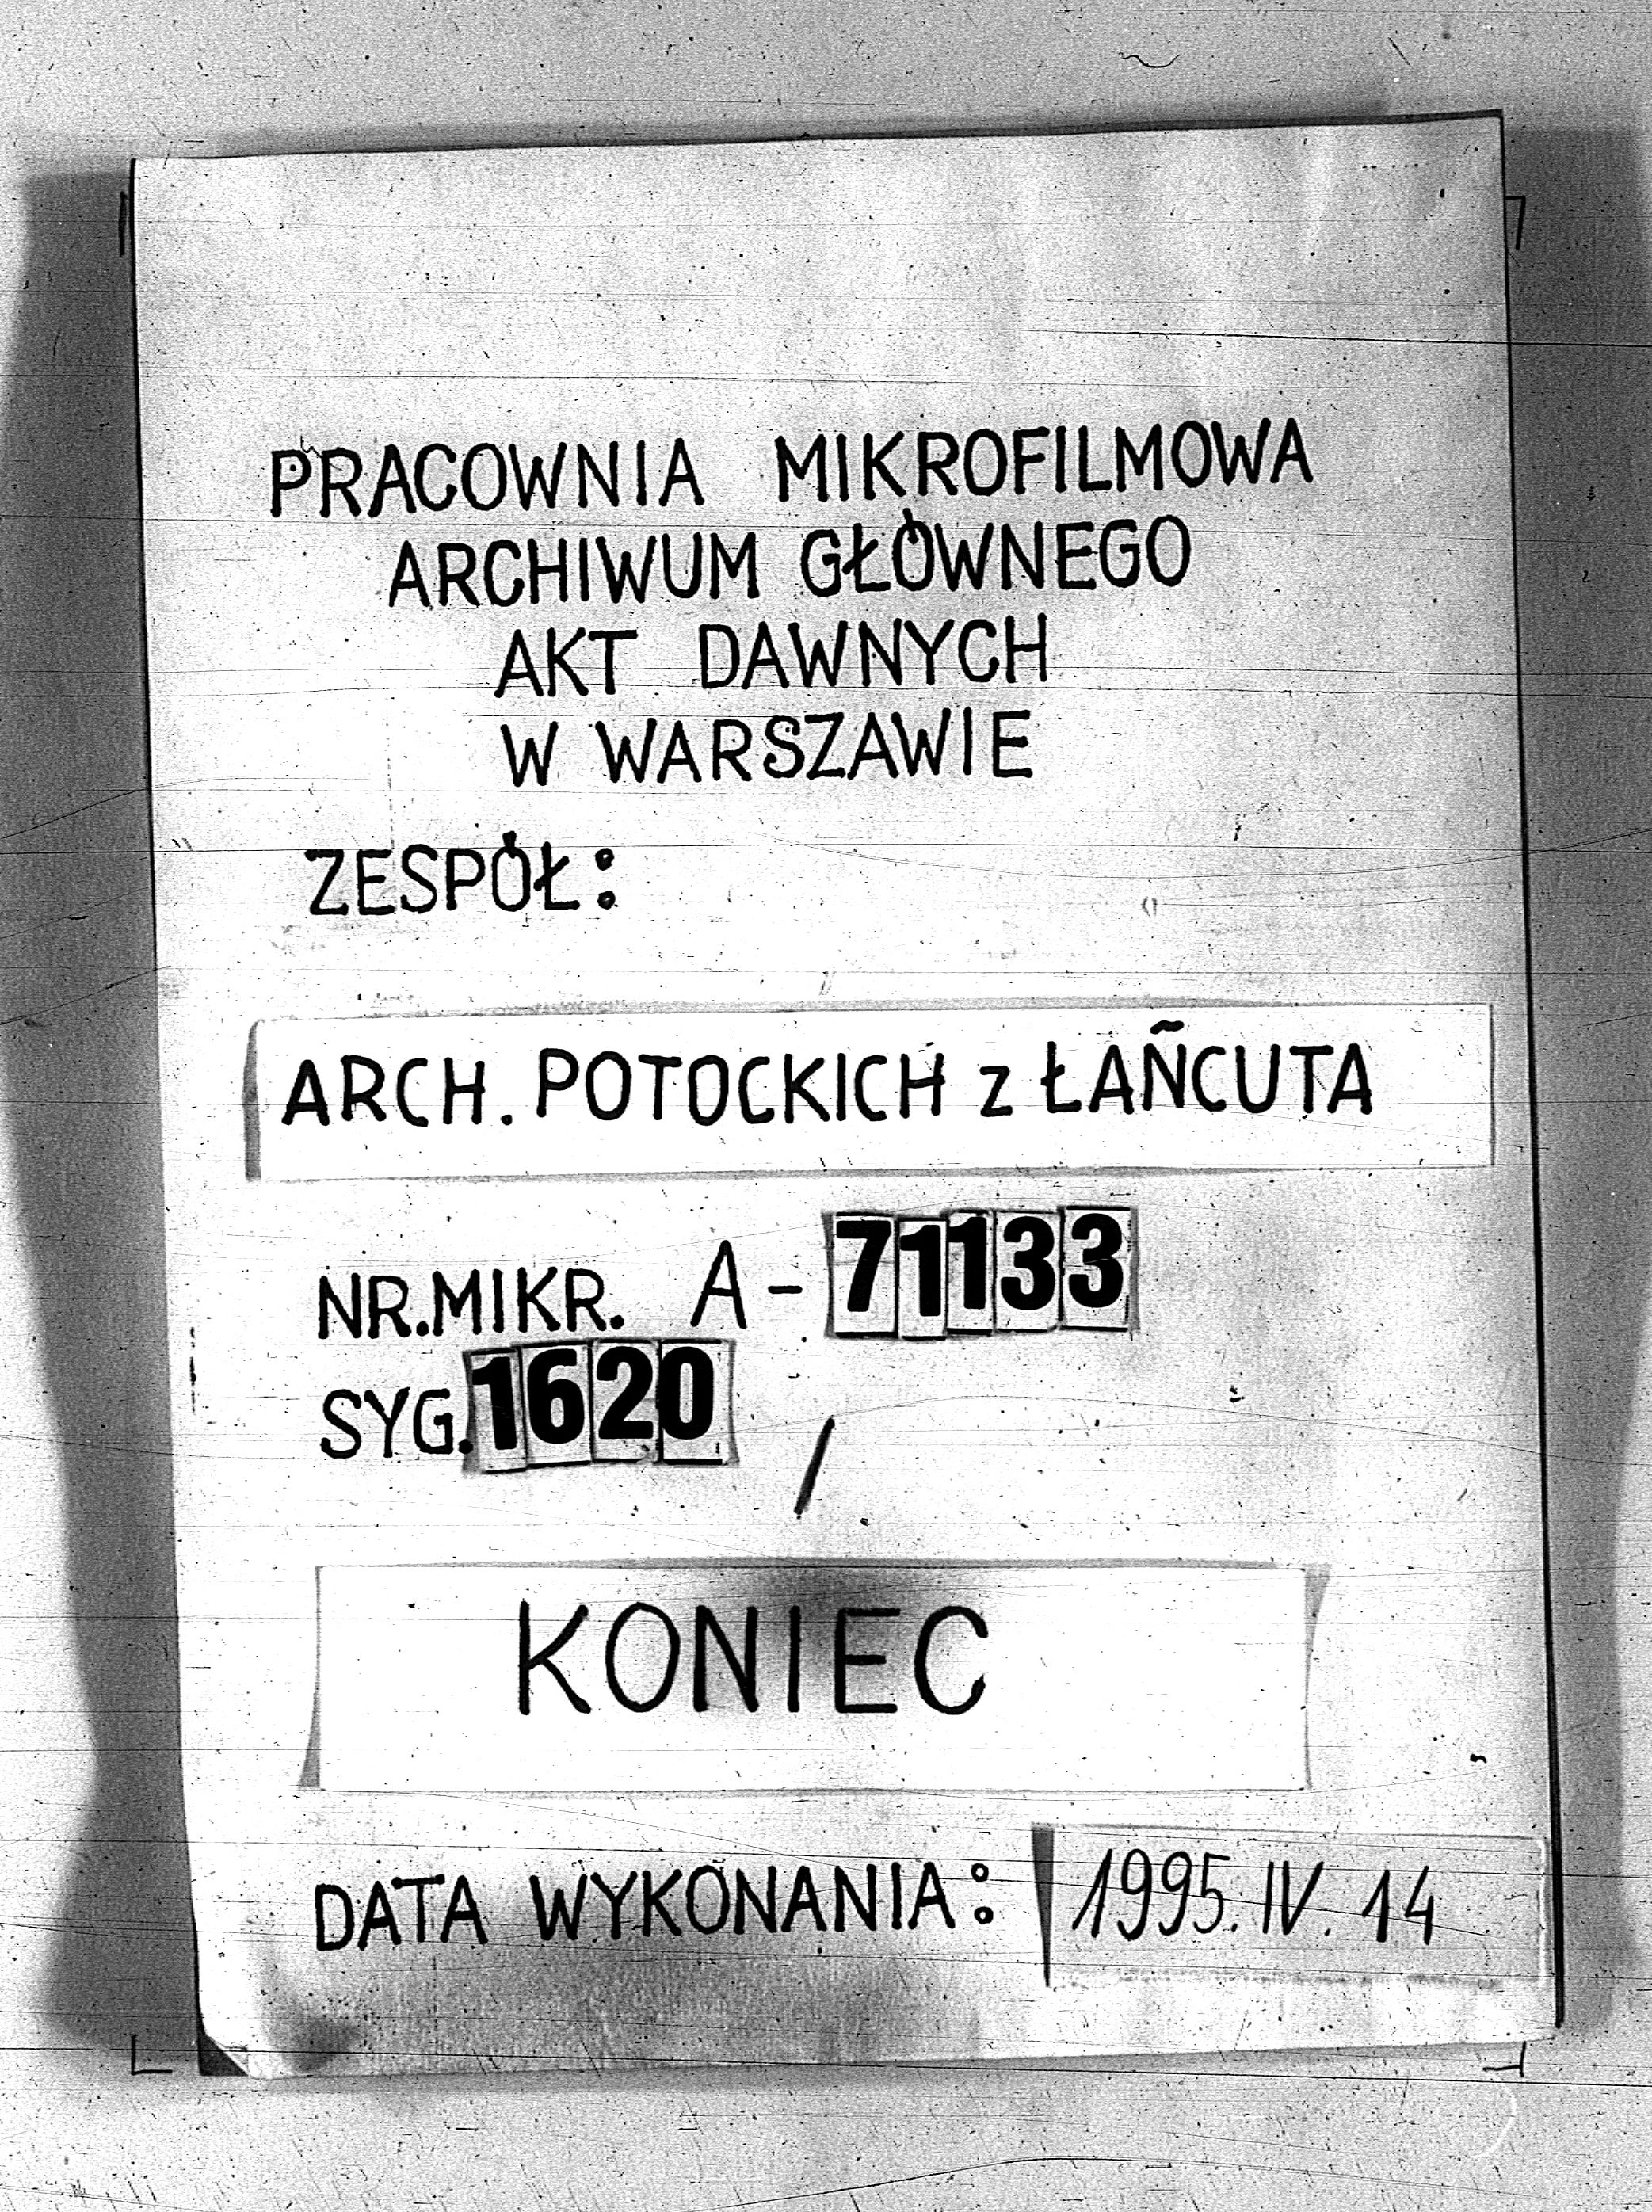 PRACOWNIA MIKROFILMOWA
ARCHIWUM GŁÓWNEGO
AKT DAWNYCH
W WARSZAWIE
ZESPÓŁ:
ARCH. POTOCKICH z ŁAŃCUTA
NR.MIKR. A-71133
SYG.1620 /
KONIEC
DATA WYKONANIA: 1995.IV.14